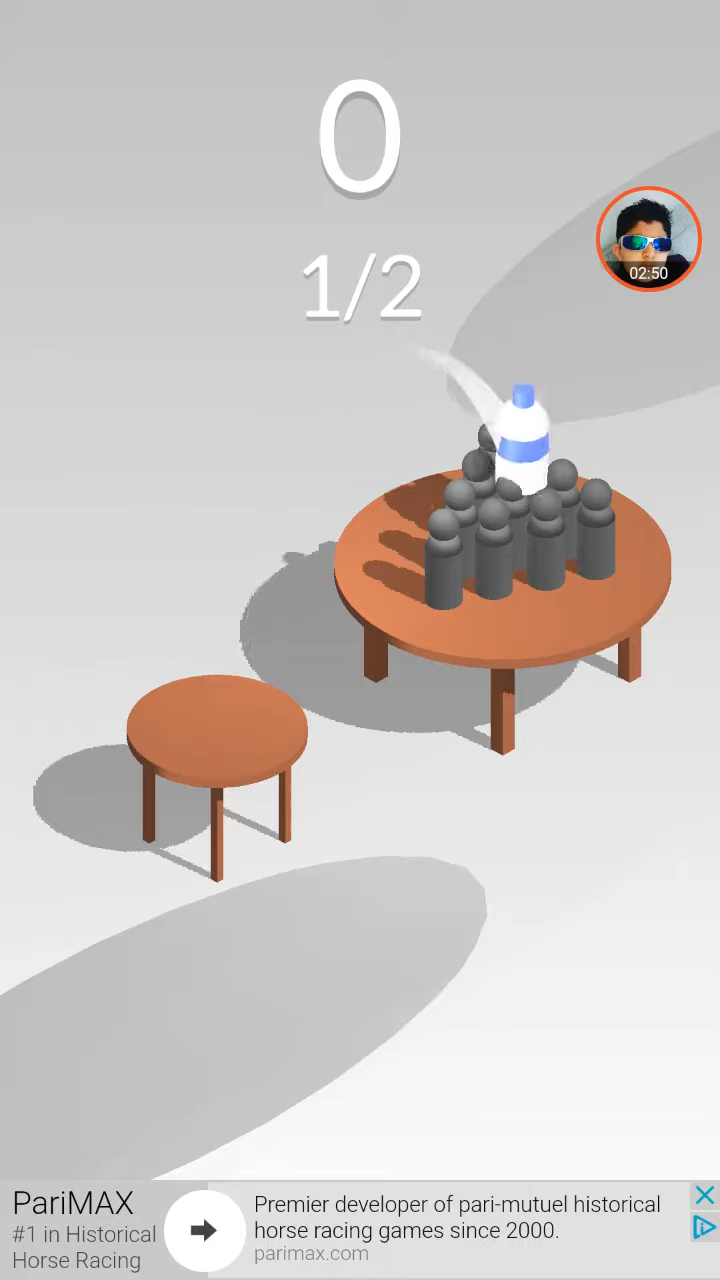 0
1/2
02:50
PariMAX
#1 in Historical
Horse Racing
Premier developer of pari-mutuel historical
horse racing games since 2000.
parimax.com